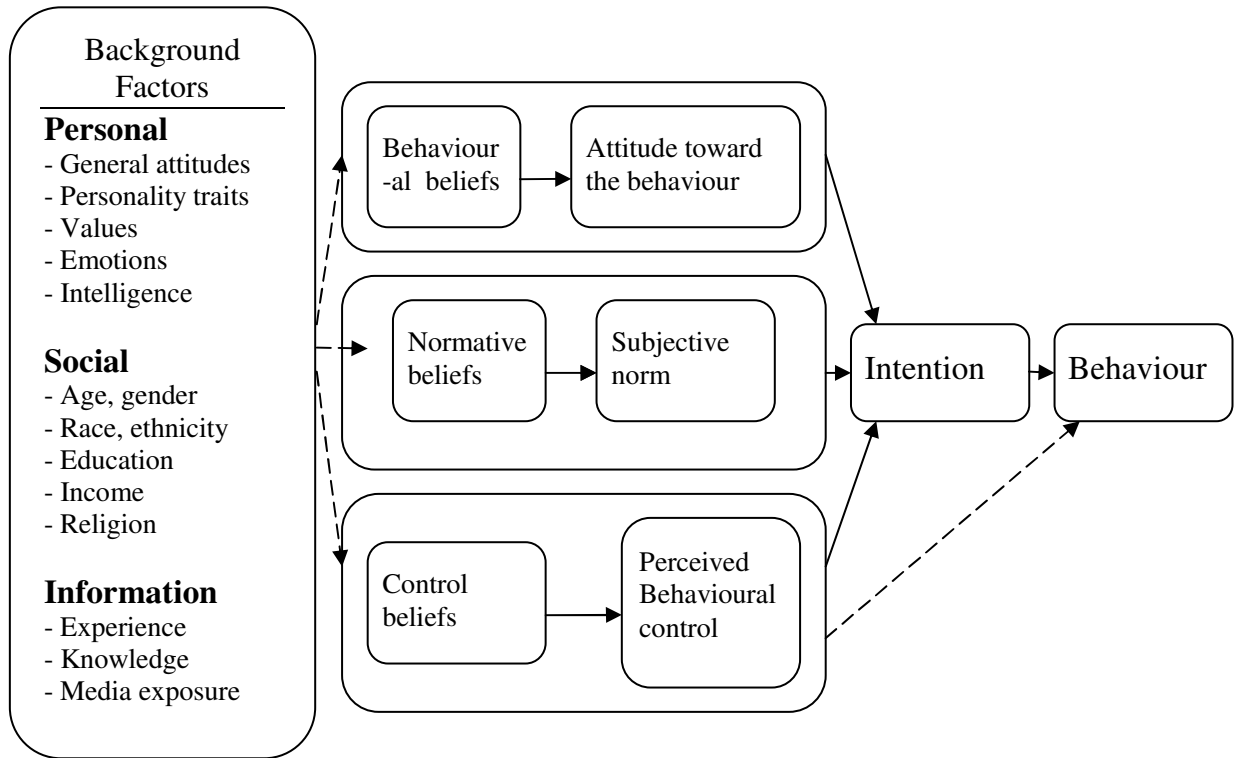 Background
Factors
Personal
- General attitudes
- Personality traits
- Values
- Emotions
- Intelligence
Social
- Age, gender
- Race, ethnicity
- Education
- Income
- Religion
Information
- Experience
- Knowledge
- Media exposure
Behaviour
-al beliefs
Attitude toward
the behaviour
Normative
beliefs
Subjective
norm
Control
beliefs
Perceived
Behavioural
control
Intention
Behaviour